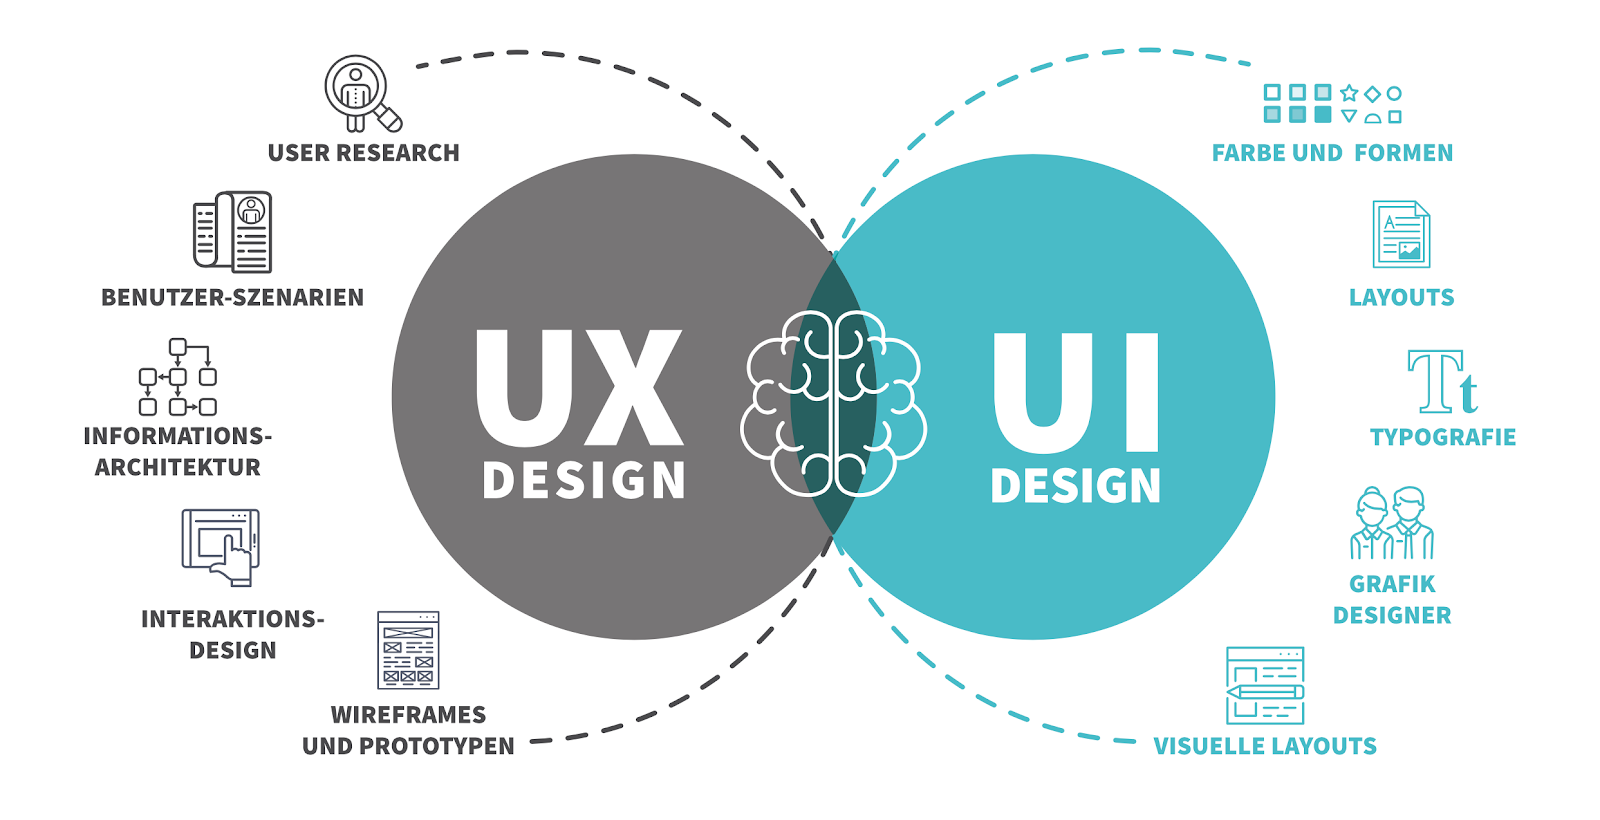 USER RESEARCH
BENUTZER-SZENARIEN
INFORMATIONS-
ARCHITEKTUR
INTERAKTIONS-
DESIGN
WIREFRAMES
UND PROTOTYPEN
UX
DESIGN
UI
DESIGN
FARBE UND FORMEN
A
LAYOUTS
Tt
TYPOGRAFIE
GRAFIK
DESIGNER
VISUELLE LAYOUTS